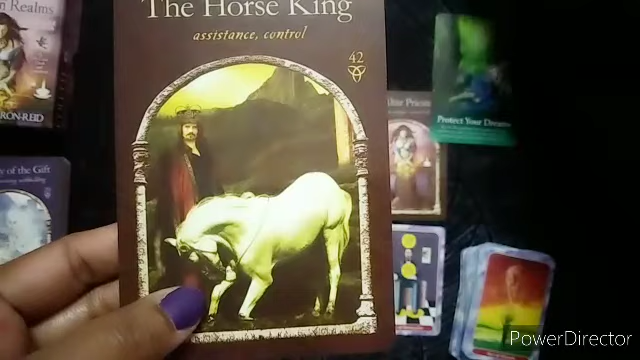 The Horse King
assistance, control
42
n Realms
RON-REID
y of the Gift
Protect Your Dreams
PowerDirector